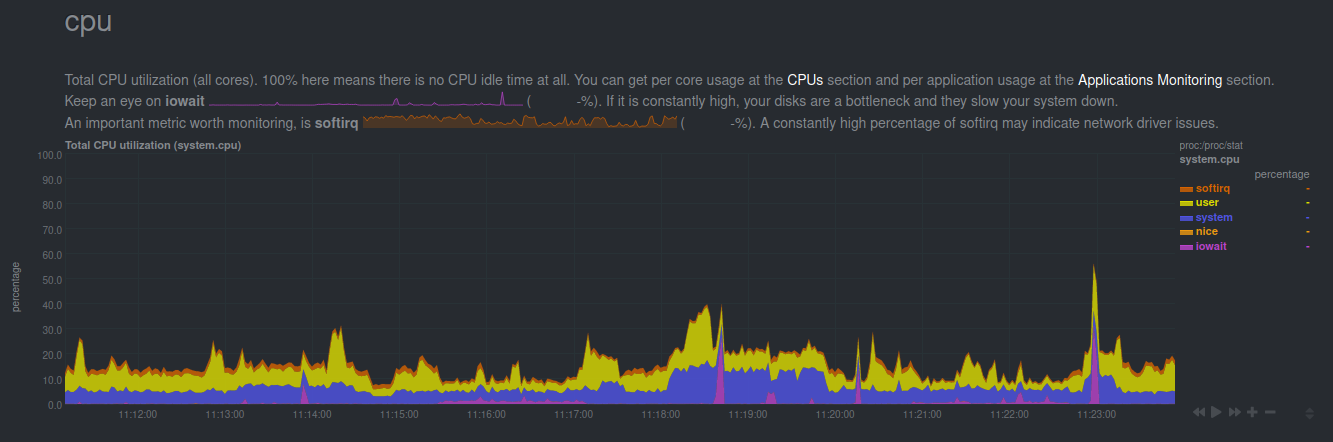 cpu
Total CPU utilization (all cores). 100% here means there is no CPU idle time at all. You can get per core usage at the CPUs section and per application usage at the Applications Monitoring section.
Keep an eye on iowait ( -%). If it is constantly high, your disks are a bottleneck and they slow your system down.
An important metric worth monitoring, is softirq ( -%). A constantly high percentage of softirq may indicate network driver issues.
Total CPU utilization (system.cpu)
proc:/proc/stat
system.cpu
percentage
softirq -
user -
system -
nice -
iowait -
percentage
100.0
90.0
80.0
70.0
60.0
50.0
40.0
30.0
20.0
10.0
0.0
11:12:00 11:13:00 11:14:00 11:15:00 11:16:00 11:17:00 11:18:00 11:19:00 11:20:00 11:21:00 11:22:00 11:23:00